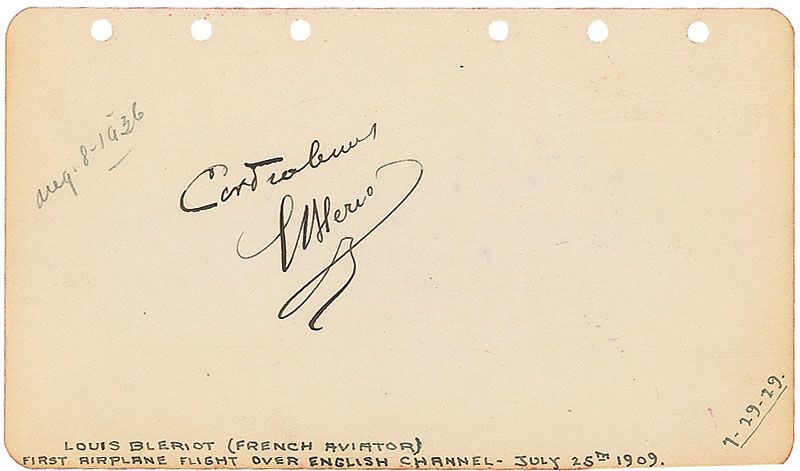 Aug. 8-1936
Cordialement
LBleriot
7-29-29.
LOUIS BLERIOT (FRENCH AVIATOR)
FIRST AIRPLANE FLIGHT OVER ENGLISH CHANNEL- JULY 25TH 1909.